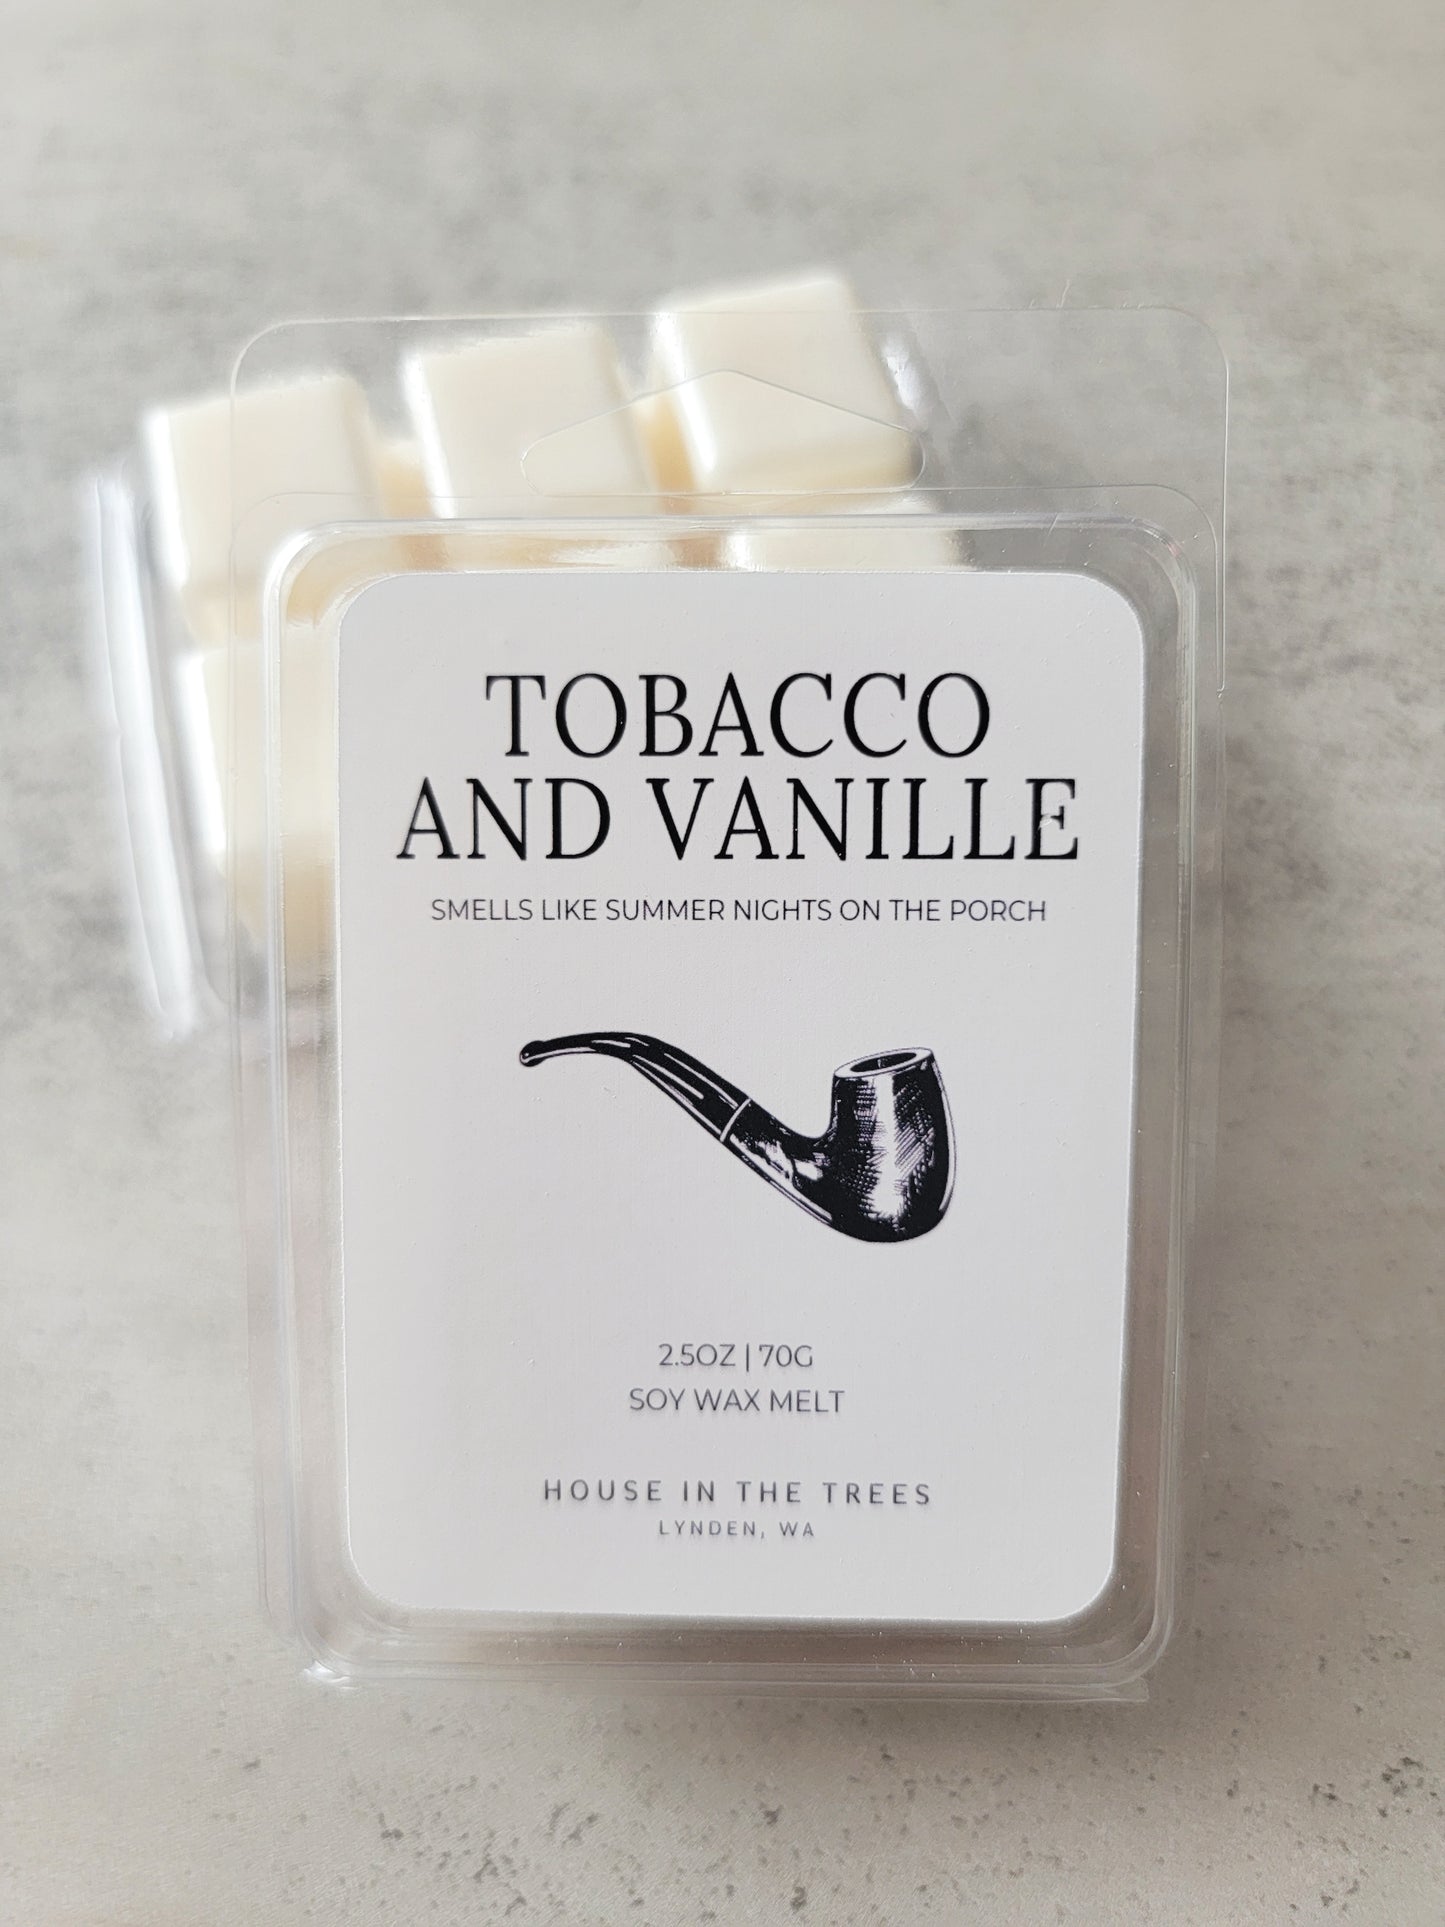 TOBACCO
AND VANILLE
SMELLS LIKE SUMMER NIGHTS ON THE PORCH
2.5OZ | 70G
SOY WAX MELT
HOUSE IN THE TREES
LYNDEN, WA